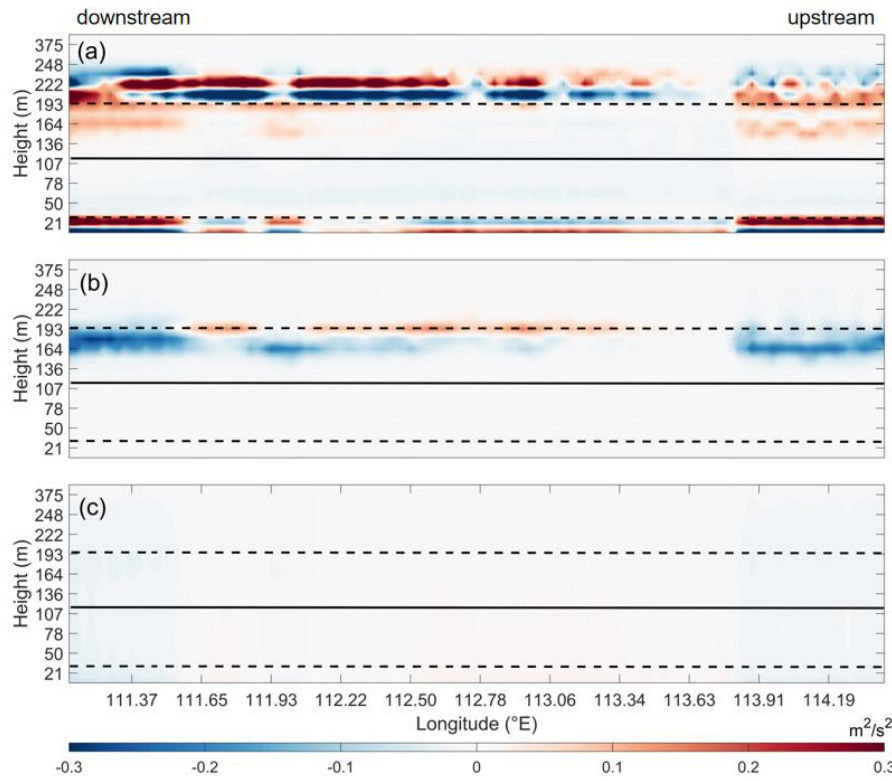 downstream upstream
(a)
375
248
222
193
164
136
107
78
50
21
Height (m)
(b)
375
248
222
193
164
136
107
78
50
21
Height (m)
(c)
375
248
222
193
164
136
107
78
50
21
Height (m)
111.37 111.65 111.93 112.22 112.50 112.78 113.06 113.34 113.63 113.91 114.19
Longitude (°E)
m²/s²
-0.3 -0.2 -0.1 0 0.1 0.2 0.3